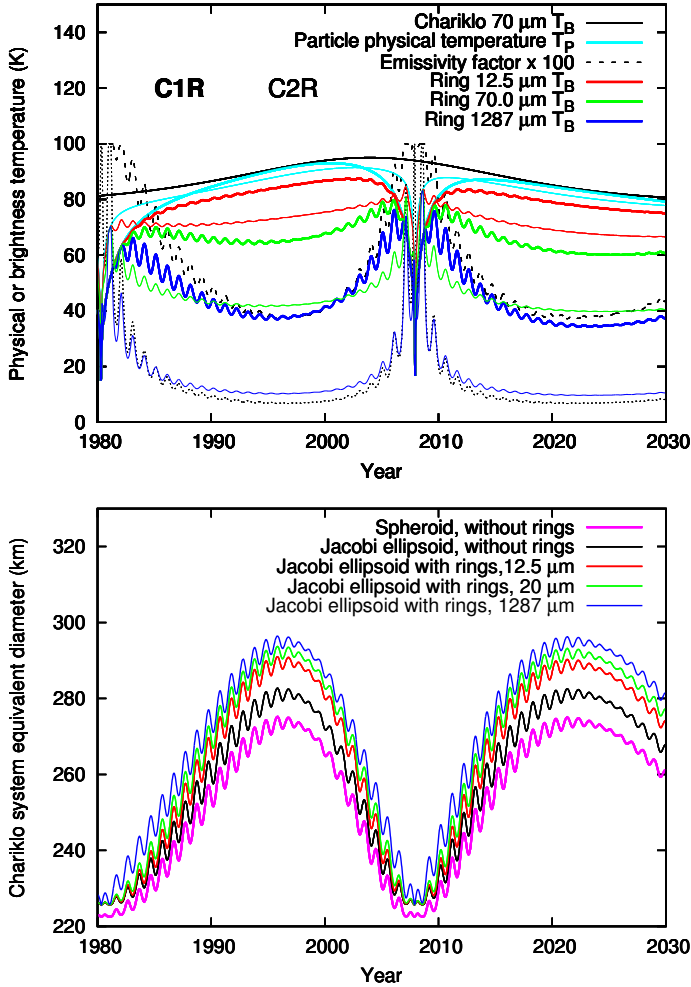 Physical or brightness temperature (K)
140
120
100
80
60
40
20
0
C1R C2R
Chariklo 70 µm T_B
Particle physical temperature T_P
Emissivity factor x 100
Ring 12.5 µm T_B
Ring 70.0 µm T_B
Ring 1287 µm T_B
1980 1990 2000 2010 2020 2030
Year
Chariklo system equivalent diameter (km)
320
300
280
260
240
220
Spheroid, without rings
Jacobi ellipsoid, without rings
Jacobi ellipsoid with rings,12.5 µm
Jacobi ellipsoid with rings, 20 µm
Jacobi ellipsoid with rings, 1287 µm
1980 1990 2000 2010 2020 2030
Year